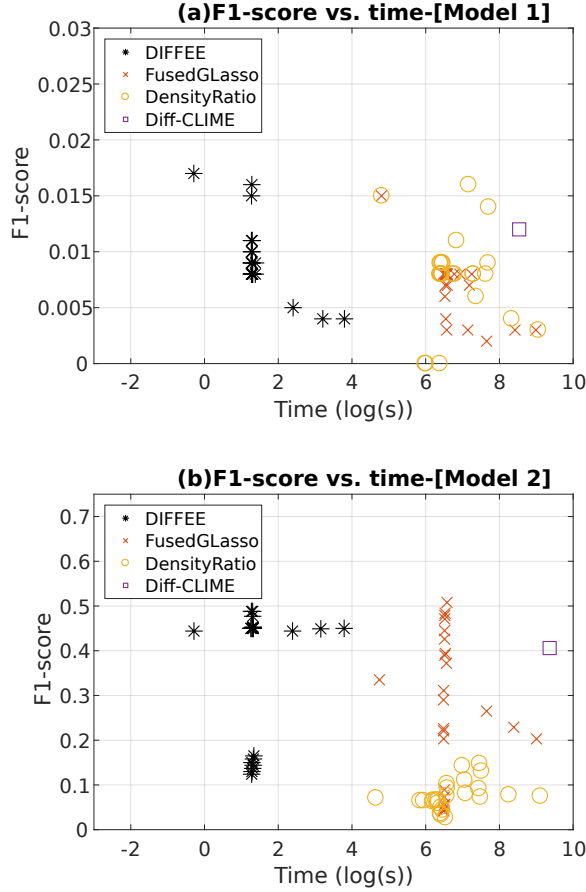 (a)F1-score vs. time-[Model 1]
0.03
0.025
0.02
0.015
0.01
0.005
0
F1-score
DIFFEE
FusedGLasso
DensityRatio
Diff-CLIME
-2 0 2 4 6 8 10
Time (log(s))
(b)F1-score vs. time-[Model 2]
0.7
0.6
0.5
0.4
0.3
0.2
0.1
0
F1-score
DIFFEE
FusedGLasso
DensityRatio
Diff-CLIME
-2 0 2 4 6 8 10
Time (log(s))